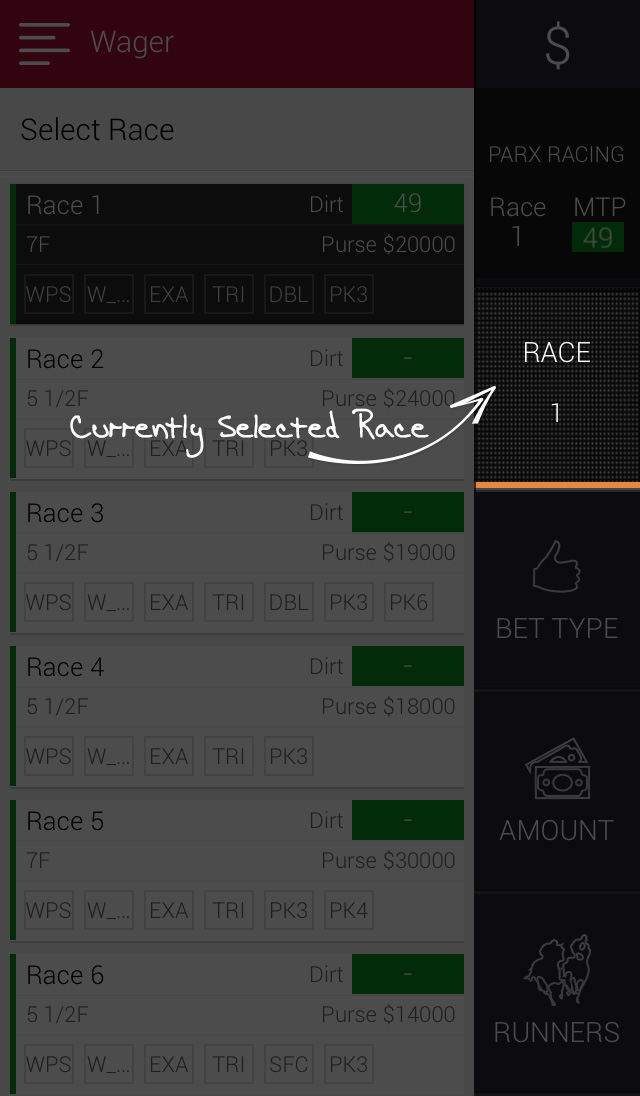 Wager
$
Select Race
PARX RACING
Race MTP
1 49
Race 1 Dirt 49
7F Purse $20000
WPS W_... EXA TRI DBL PK3
RACE
1
Race 2 Dirt -
5 1/2F Purse $24000
Currently Selected Race
WPS W_... EXA TRI PK3
Race 3 Dirt -
5 1/2F Purse $19000
WPS W_... EXA TRI DBL PK3 PK6
BET TYPE
Race 4 Dirt -
5 1/2F Purse $18000
WPS W_... EXA TRI PK3
AMOUNT
Race 5 Dirt -
7F Purse $30000
WPS W_... EXA TRI PK3 PK4
Race 6 Dirt -
5 1/2F Purse $14000
WPS W_... EXA TRI SFC PK3
RUNNERS